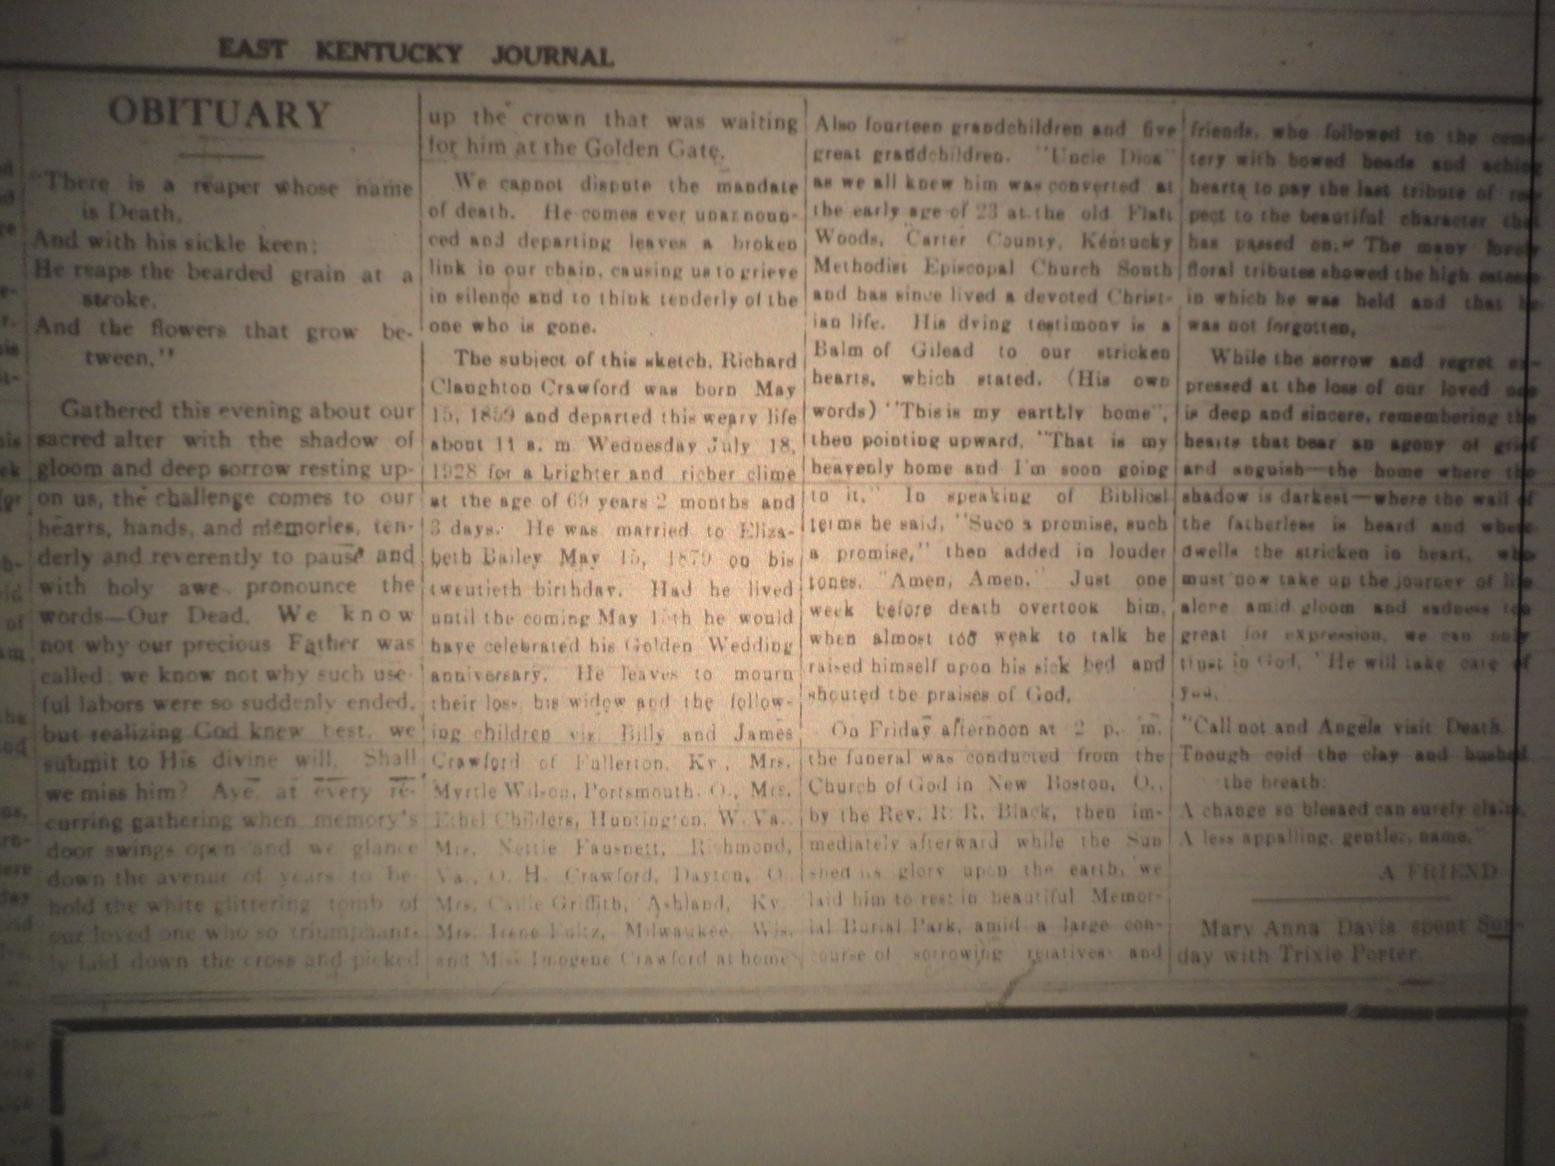 EAST KENTUCKY JOURNAL
OBITUARY
"There is a reaper whose name
is Death,
And with his sickle keen;
He reaps the bearded grain at a
stroke,
And the flowers that grow be-
tween."
Gathered this evening about our
sacred alter with the shadow of
gloom and deep sorrow resting up-
on us, the challenge comes to our
hearts, hands, and memories, ten-
derly and reverently to pause and
with holy awe pronounce the
words—Our Dead. We know
not why our precious Father was
called; we know not why such use-
ful labors were so suddenly ended,
but realizing God knew best, we
submit to His divine will. Shall
we miss him? Aye at every re-
curring gathering when memory's
door swings open and we glance
down the avenue of years to be-
hold the white glittering tomb of
our loved one who so triumphant-
ly laid down the cross and picked
up the crown that was waiting
for him at the Golden Gate.
We cannot dispute the mandate
of death. He comes ever unannoun-
ced and departing leaves a broken
link in our chain, causing us to grieve
in silence and to think tenderly of the
one who is gone.
The subject of this sketch, Richard
Claughton Crawford was born May
15, 1859 and departed this weary life
about 11 a. m. Wednesday July 18,
1928 for a brighter and richer clime
at the age of 69 years 2 months and
3 days. He was married to Eliza-
beth Bailey May 15, 1879 on his
twentieth birthday. Had he lived
until the coming May 15th he would
have celebrated his Golden Wedding
anniversary. He leaves to mourn
their loss his widow and the follow-
ing children viz: Billy and James
Crawford of Fullerton, Ky., Mrs.
Myrtle Wilson, Portsmouth, O., Mrs.
Ethel Childers, Huntington, W. Va.,
Mrs. Nettie Fausnett, Richmond,
Va., O. H. Crawford, Dayton, O.
Mrs. Griffith, Ashland, Ky.
Mrs. Irene Fultz, Milwaukee, Wis.
and Miss Imogene Crawford at home
Also fourteen grandchildren and five
great grandchildren. "Uncle Dick"
as we all knew him was converted at
the early age of 23 at the old Flatt
Woods, Carter County, Kentucky
Methodist Episcopal Church South
and has since lived a devoted Christ-
ian life. His dying testimony is a
Balm of Gilead to our stricken
hearts, which stated. (His own
words) "This is my earthly home",
then pointing upward, "That is my
heavenly home and I'm soon going
to it." In speaking of Biblical
terms he said, "Such a promise, such
a promise," then added in louder
tones, "Amen, Amen." Just one
week before death overtook him,
when almost too weak to talk he
raised himself upon his sick bed and
shouted the praises of God.
On Friday afternoon at 2 p. m.
the funeral was conducted from the
Church of God in New Boston, O.,
by the Rev. R. R. Black, then im-
mediately afterward while the Sun
shed its glory upon the earth, we
laid him to rest in beautiful Memor-
ial Burial Park, amid a large con-
course of sorrowing relatives and
friends, who followed to the ceme-
tery with bowed heads and aching
hearts to pay the last tribute of res-
pect to the beautiful character that
has passed on. The many lovely
floral tributes showed the high esteem
in which he was held and that he
was not forgotten,
While the sorrow and regret ex-
pressed at the loss of our loved one
is deep and sincere, remembering the
hearts that bear an agony of grief
and anguish—the home where the
shadow is darkest—where the wail of
the fatherless is heard and where
dwells the stricken in heart, who
must now take up the journey of life
alone amid gloom and sadness too
great for expression, we can only
trust in God, 'He will take care of
you.
"Call not and Angels visit Death,
Though cold the clay and hushed
the breath:
A change so blessed can surely claim,
A less appalling, gentler, name."
A FRIEND
Mary Anna Davis spent Sun-
day with Trixie Porter.